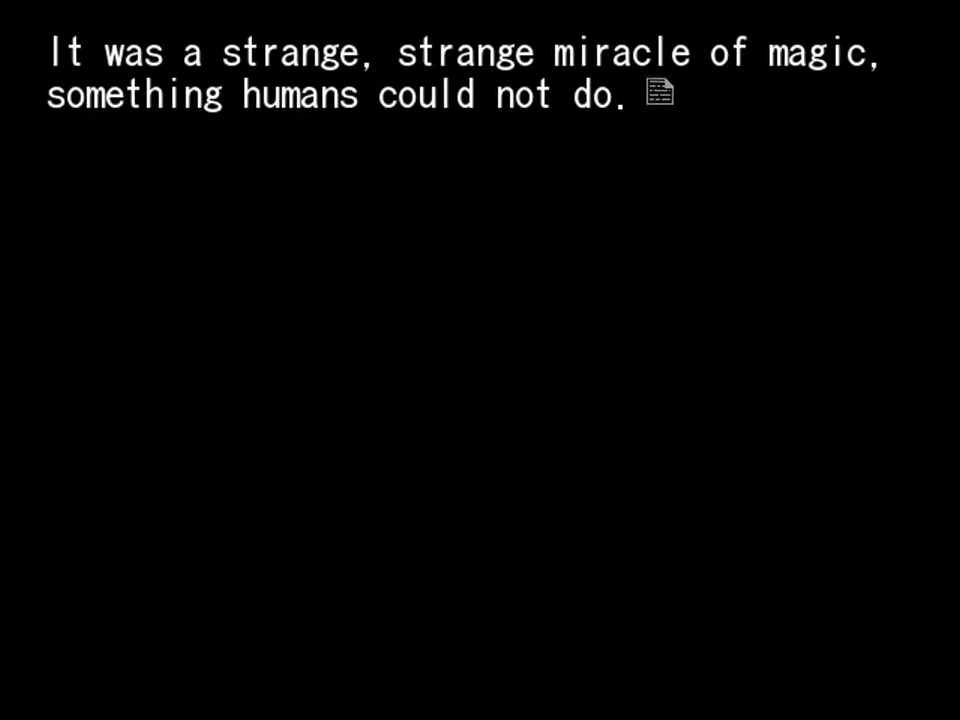 It was a strange, strange miracle of magic,
something humans could not do.